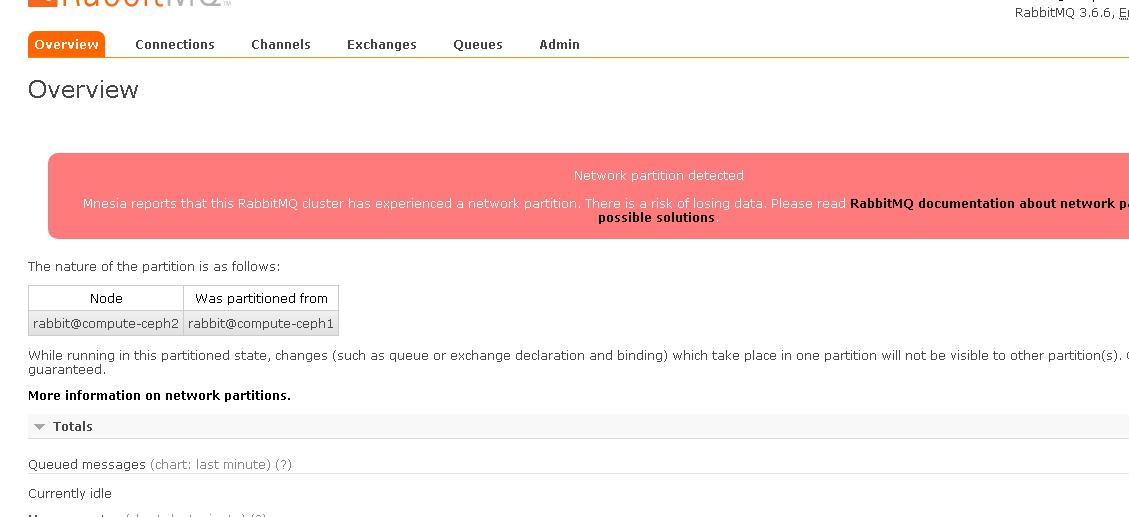 RabbitMQ™
RabbitMQ 3.6.6,
Overview Connections Channels Exchanges Queues Admin
Overview
Network partition detected
Mnesia reports that this RabbitMQ cluster has experienced a network partition. There is a risk of losing data. Please read RabbitMQ documentation about network
possible solutions.
The nature of the partition is as follows:
Node Was partitioned from
rabbit@compute-ceph2 rabbit@compute-ceph1
While running in this partitioned state, changes (such as queue or exchange declaration and binding) which take place in one partition will not be visible to other partition(s).
guaranteed.
More information on network partitions.
Totals
Queued messages (chart: last minute) (?)
Currently idle